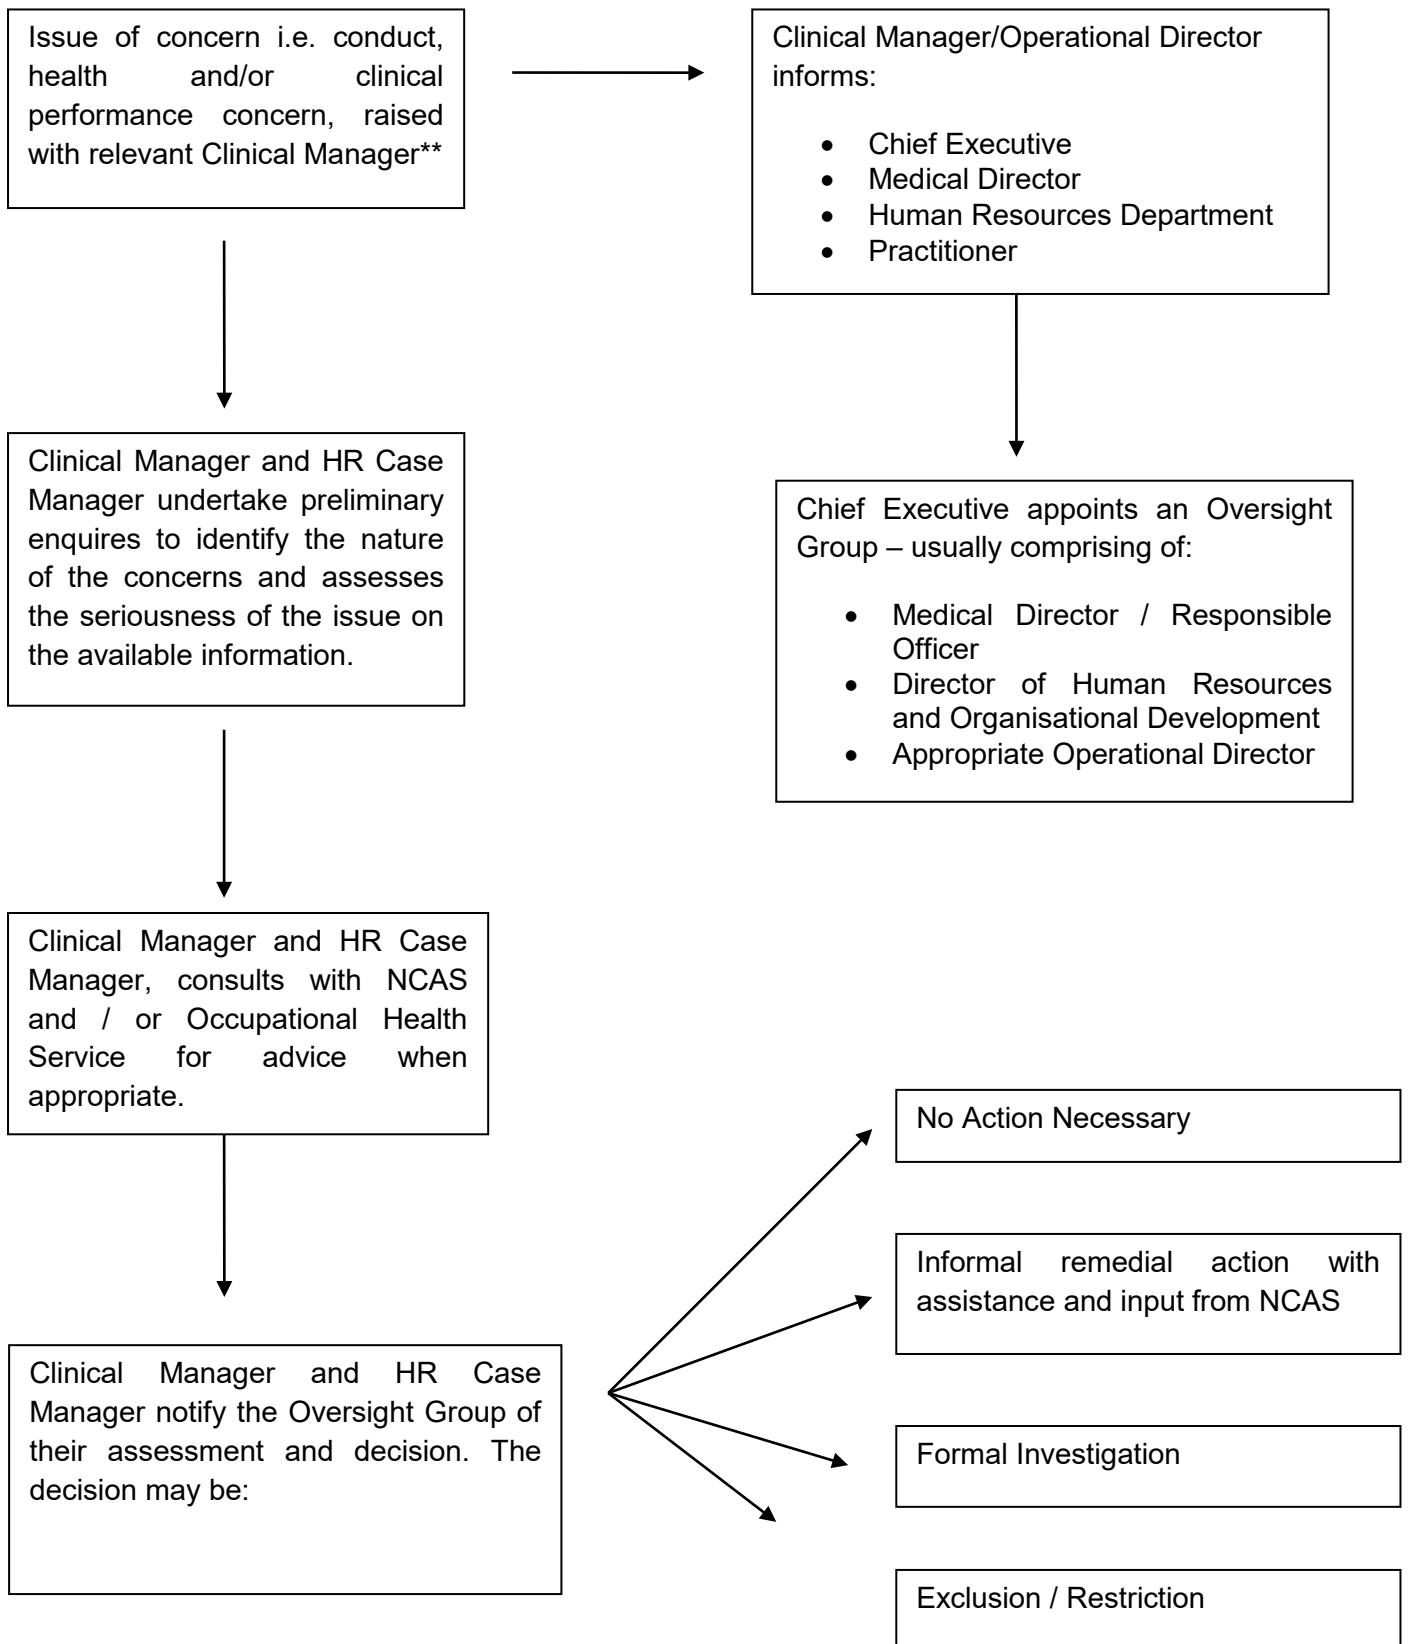 Issue of concern i.e. conduct,
health and/or clinical
performance concern, raised
with relevant Clinical Manager**
Clinical Manager/Operational Director
informs:
• Chief Executive
• Medical Director
• Human Resources Department
• Practitioner
Clinical Manager and HR Case
Manager undertake preliminary
enquires to identify the nature
of the concerns and assesses
the seriousness of the issue on
the available information.
Chief Executive appoints an Oversight
Group – usually comprising of:
• Medical Director / Responsible
Officer
• Director of Human Resources
and Organisational Development
• Appropriate Operational Director
Clinical Manager and HR Case
Manager, consults with NCAS
and / or Occupational Health
Service for advice when
appropriate.
Clinical Manager and HR Case
Manager notify the Oversight Group of
their assessment and decision. The
decision may be:
No Action Necessary
Informal remedial action with
assistance and input from NCAS
Formal Investigation
Exclusion / Restriction